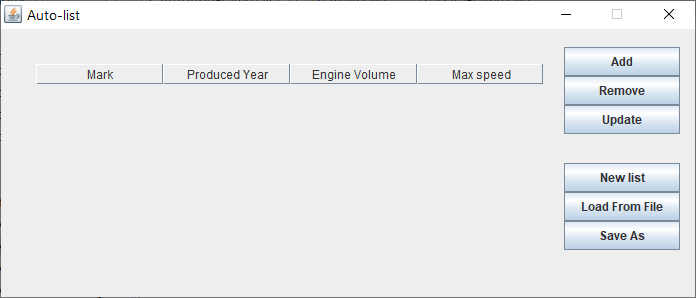 Auto-list
Mark Produced Year Engine Volume Max speed
Add
Remove
Update
New list
Load From File
Save As